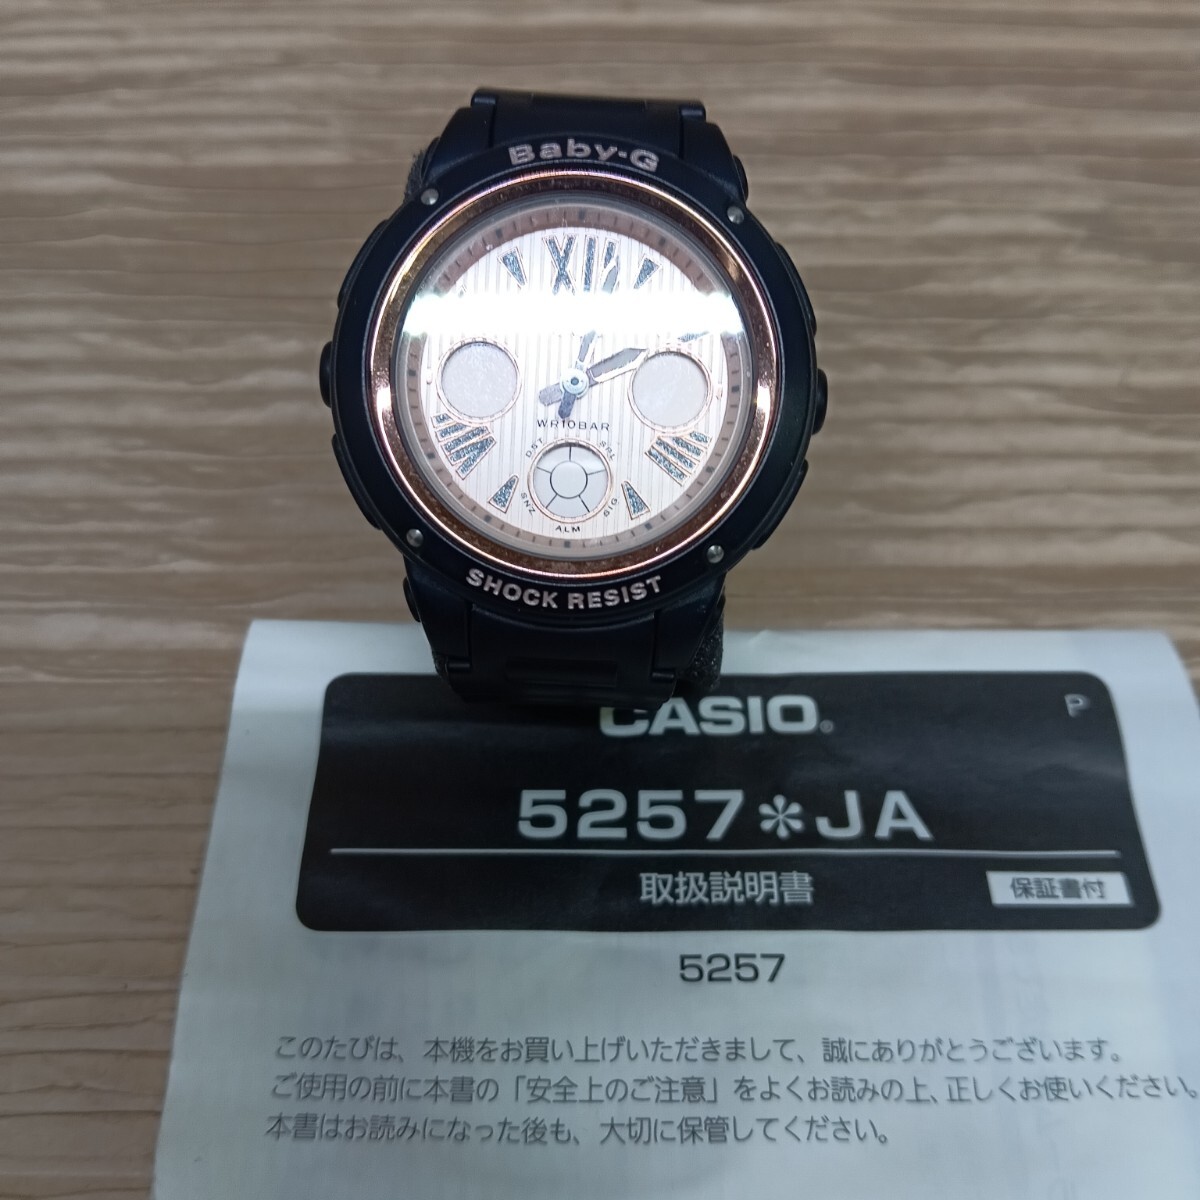 Baby-G
XII
WR10BAR
DST
SPL
SNZ
SIG
ALM
SHOCK RESIST
CASIO®
P
5257*JA
取扱説明書
保証書付
5257
このたびは、本機をお買い上げいただきまして、誠にありがとうございます。
ご使用の前に本書の「安全上のご注意」をよくお読みの上、正しくお使いください。
本書はお読みになった後も、大切に保管してください。